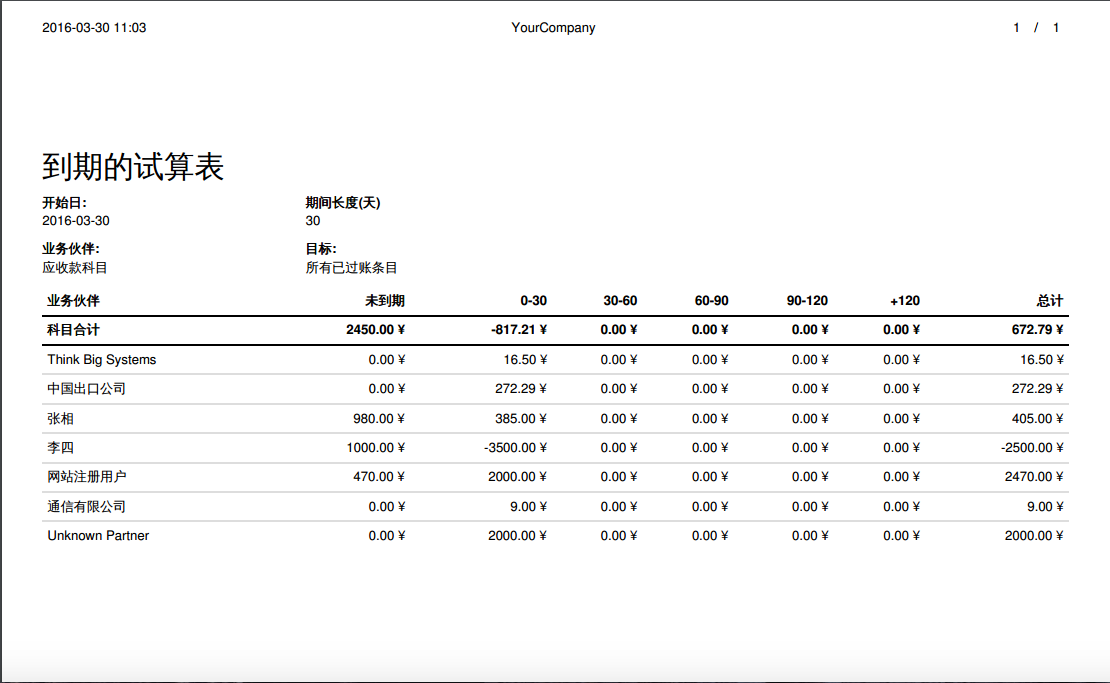 2016-03-30 11:03 YourCompany 1 / 1
到期的试算表
开始日: 期间长度(天)
2016-03-30 30
业务伙伴: 目标:
应收款科目 所有已过账条目
业务伙伴 未到期 0-30 30-60 60-90 90-120 +120 总计
科目合计 2450.00 ¥ -817.21 ¥ 0.00 ¥ 0.00 ¥ 0.00 ¥ 0.00 ¥ 672.79 ¥
Think Big Systems 0.00 ¥ 16.50 ¥ 0.00 ¥ 0.00 ¥ 0.00 ¥ 0.00 ¥ 16.50 ¥
中国出口公司 0.00 ¥ 272.29 ¥ 0.00 ¥ 0.00 ¥ 0.00 ¥ 0.00 ¥ 272.29 ¥
张相 980.00 ¥ 385.00 ¥ 0.00 ¥ 0.00 ¥ 0.00 ¥ 0.00 ¥ 405.00 ¥
李四 1000.00 ¥ -3500.00 ¥ 0.00 ¥ 0.00 ¥ 0.00 ¥ 0.00 ¥ -2500.00 ¥
网站注册用户 470.00 ¥ 2000.00 ¥ 0.00 ¥ 0.00 ¥ 0.00 ¥ 0.00 ¥ 2470.00 ¥
通信有限公司 0.00 ¥ 9.00 ¥ 0.00 ¥ 0.00 ¥ 0.00 ¥ 0.00 ¥ 9.00 ¥
Unknown Partner 0.00 ¥ 2000.00 ¥ 0.00 ¥ 0.00 ¥ 0.00 ¥ 0.00 ¥ 2000.00 ¥